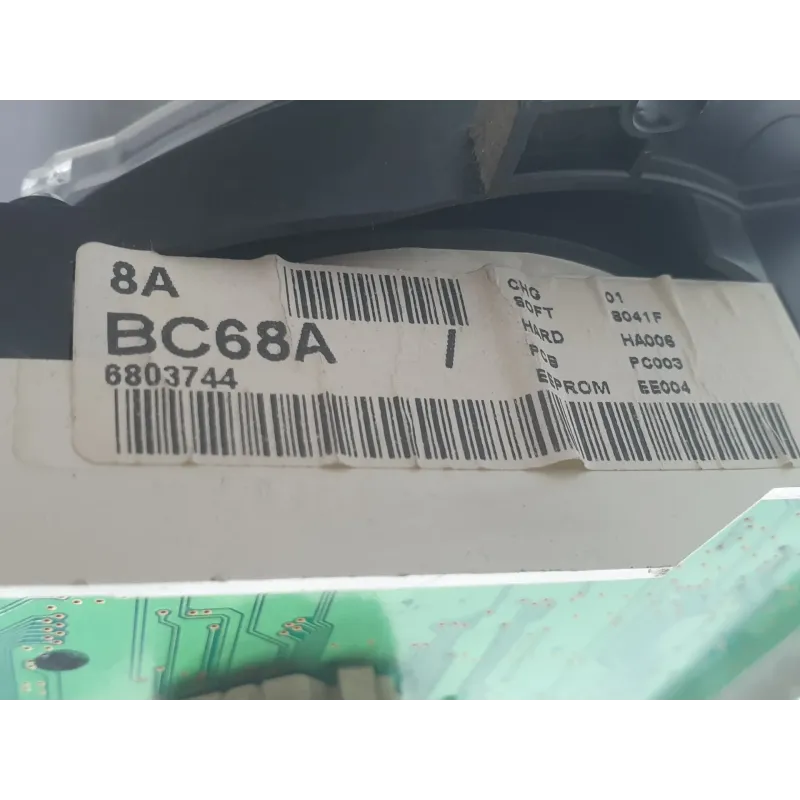 8A
BC68A I
6803744
CHG 01
SOFT 8041F
HARD HA006
PCB PC003
EEPROM EE004